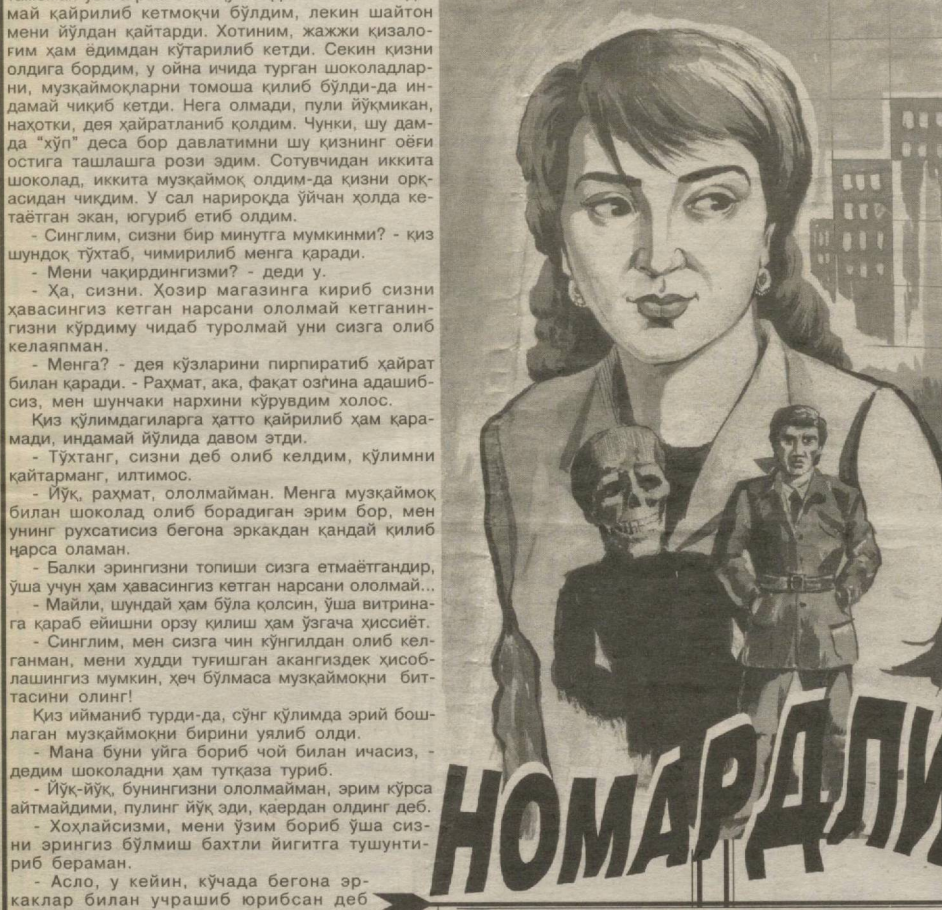 май қайрилиб кетмоқчи бўлдим, лекин шайтон
мени йўлдан қайтарди. Хотиним, жажжи қизало-
ғим ҳам ёдимдан кўтарилиб кетди. Секин қизни
олдига бордим, у ойна ичида турган шоколадлар-
ни, музқаймоқларни томоша қилиб бўлди-да ин-
дамай чиқиб кетди. Нега олмади, пули йўқмикан,
наҳотки, дея ҳайратланиб қолдим. Чунки, шу дам-
да "хўп" деса бор давлатимни шу қизнинг оёғи
остига ташлашга рози эдим. Сотувчидан иккита
шоколад, иккита музқаймоқ олдим-да қизни орқ-
асидан чиқдим. У сал нарироқда ўйчан ҳолда ке-
таётган экан, югуриб етиб олдим.
- Синглим, сизни бир минутга мумкинми? - қиз
шундоқ тўхтаб, чимирилиб менга қаради.
- Мени чақирдингизми? - деди у.
- Ҳа, сизни. Ҳозир магазинга кириб сизни
ҳавасингиз кетган нарсани ололмай кетганин-
гизни кўрдиму чидаб туролмай уни сизга олиб
келаяпман.
- Менга? - дея кўзларини пирпиратиб ҳайрат
билан қаради. - Раҳмат, ака, фақат озгина адашиб-
сиз, мен шунчаки нархини кўрувдим холос.
Қиз қўлимдагиларга ҳатто қайрилиб ҳам қара-
мади, индамай йўлида давом этди.
- Тўхтанг, сизни деб олиб келдим, қўлимни
қайтарманг, илтимос.
- Йўқ, раҳмат, ололмайман. Менга музқаймоқ
билан шоколад олиб борадиган эрим бор, мен
унинг рухсатисиз бегона эркакдан қандай қилиб
нарса оламан.
- Балки эрингизни топиши сизга етмаётгандир,
ўша учун ҳам ҳавасингиз кетган нарсани ололмай...
- Майли, шундай ҳам бўла қолсин, ўша витрина-
га қараб ейишни орзу қилиш ҳам ўзгача ҳиссиёт.
- Синглим, мен сизга чин кўнгилдан олиб кел-
ганман, мени худди туғишган акангиздек ҳисоб-
лашингиз мумкин, ҳеч бўлмаса музқаймоқни бит-
тасини олинг!
Қиз ийманиб турди-да, сўнг қўлимда эрий бош-
лаган музқаймоқни бирини уялиб олди.
- Мана буни уйга бориб чой билан ичасиз, -
дедим шоколадни ҳам тутқаза туриб.
- Йўқ-йўқ, бунингизни ололмайман, эрим кўрса
айтмайдими, пулинг йўқ эди, қаердан олдинг деб.
- Хоҳлайсизми, мени ўзим бориб ўша сиз-
ни эрингиз бўлмиш бахтли йигитга тушунти-
риб бераман.
- Асло, у кейин, кўчада бегона эр-
каклар билан учрашиб юрибсан деб
НОМАРДЛИ